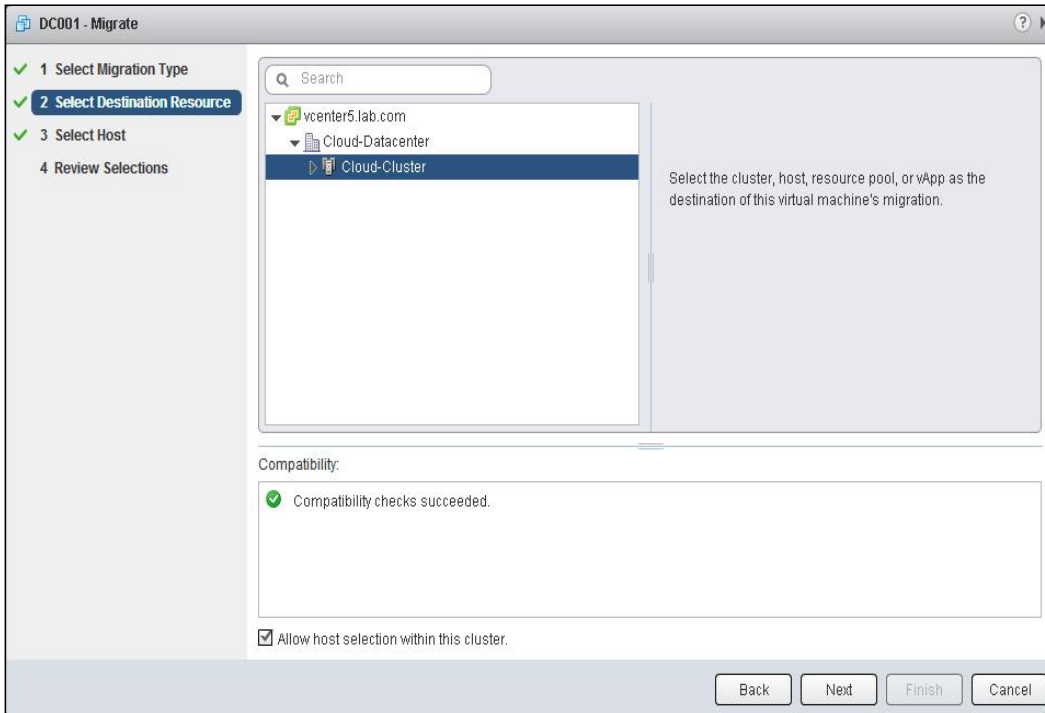 DC001 - Migrate
?
1 Select Migration Type
2 Select Destination Resource
3 Select Host
4 Review Selections
Search
vcenter5.lab.com
Cloud-Datacenter
Cloud-Cluster
Select the cluster, host, resource pool, or vApp as the
destination of this virtual machine's migration.
Compatibility:
Compatibility checks succeeded.
Allow host selection within this cluster.
Back Next Finish Cancel